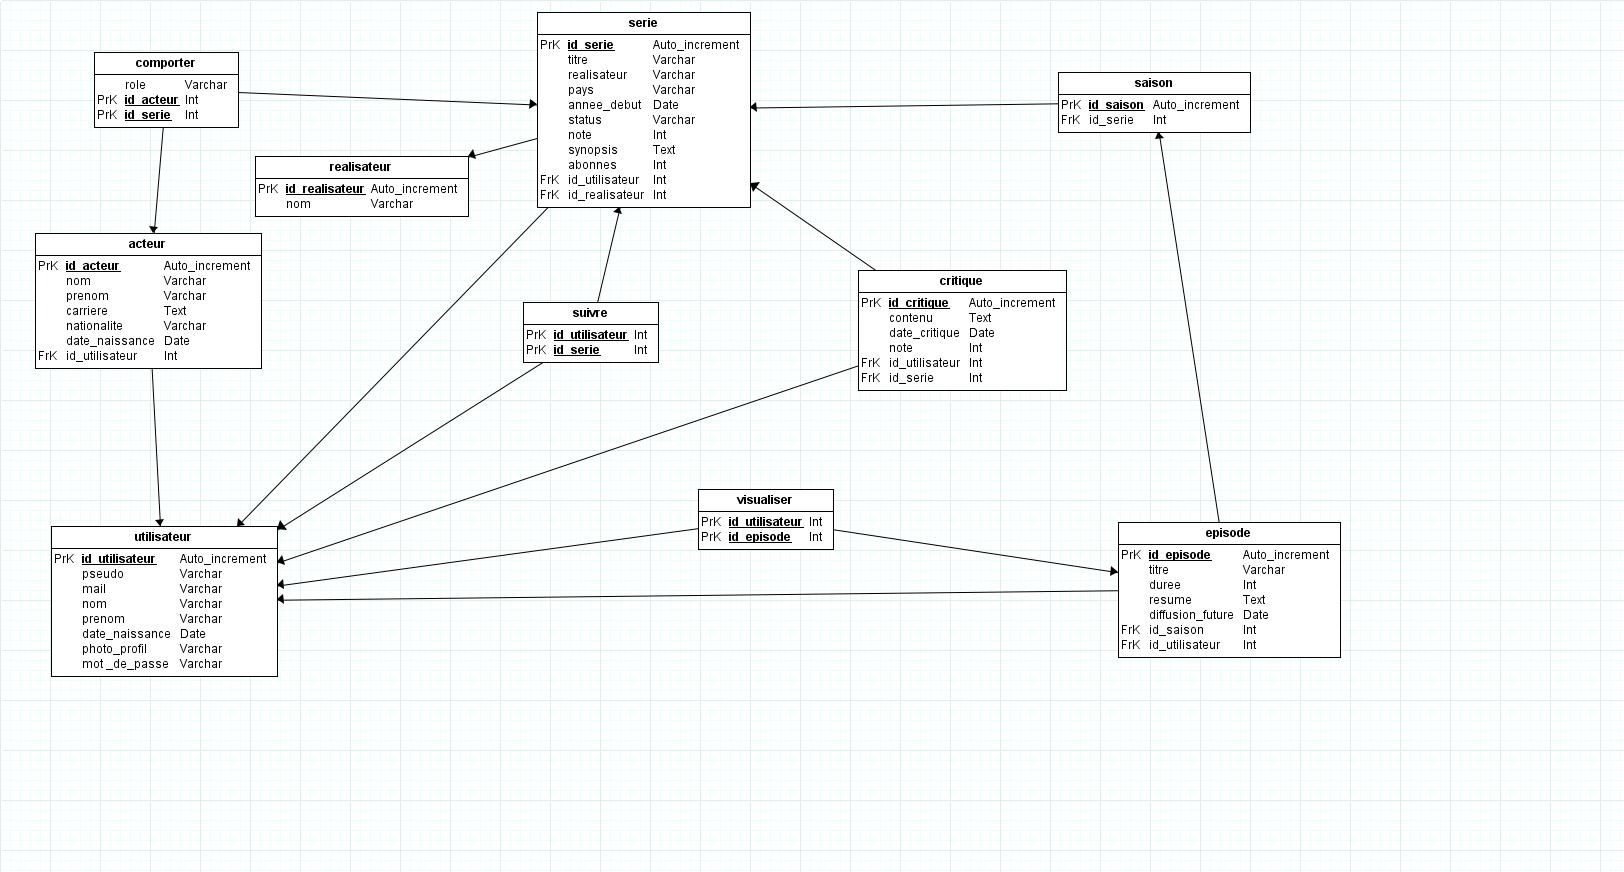 serie
PrK id_serie Auto_increment
titre Varchar
realisateur Varchar
pays Varchar
annee_debut Date
status Varchar
note Int
synopsis Text
abonnes Int
FrK id_utilisateur Int
FrK id_realisateur Int
comporter
role Varchar
PrK id_acteur Int
PrK id_serie Int
saison
PrK id_saison Auto_increment
FrK id_serie Int
realisateur
PrK id_realisateur Auto_increment
nom Varchar
acteur
PrK id_acteur Auto_increment
nom Varchar
prenom Varchar
carriere Text
nationalite Varchar
date_naissance Date
FrK id_utilisateur Int
suivre
PrK id_utilisateur Int
PrK id_serie Int
critique
PrK id_critique Auto_increment
contenu Text
date_critique Date
note Int
FrK id_utilisateur Int
FrK id_serie Int
visualiser
PrK id_utilisateur Int
PrK id_episode Int
utilisateur
PrK id_utilisateur Auto_increment
pseudo Varchar
mail Varchar
nom Varchar
prenom Varchar
date_naissance Date
photo_profil Varchar
mot_de_passe Varchar
episode
PrK id_episode Auto_increment
titre Varchar
duree Int
resume Text
diffusion_future Date
FrK id_saison Int
FrK id_utilisateur Int